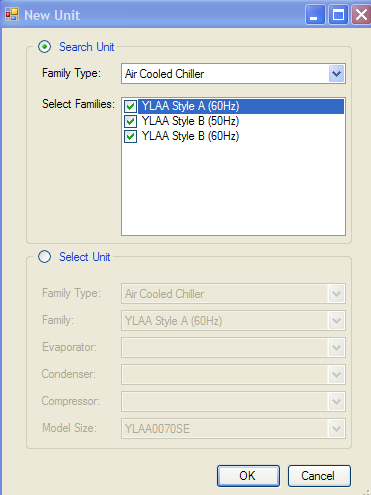 New Unit
Search Unit
Family Type: Air Cooled Chiller
Select Families: YLAA Style A (60Hz)
YLAA Style B (50Hz)
YLAA Style B (60Hz)
Select Unit
Family Type: Air Cooled Chiller
Family: YLAA Style A (60Hz)
Evaporator:
Condenser:
Compressor:
Model Size: YLAA0070SE
OK Cancel